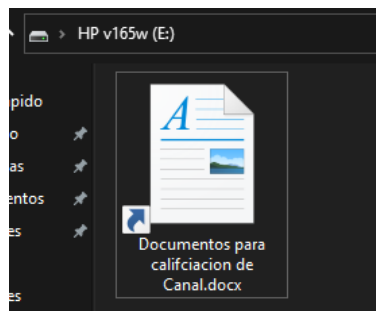 HP v165w (E:)
pido
o
as
entos
es
Documentos para
califciacion de
Canal.docx
es